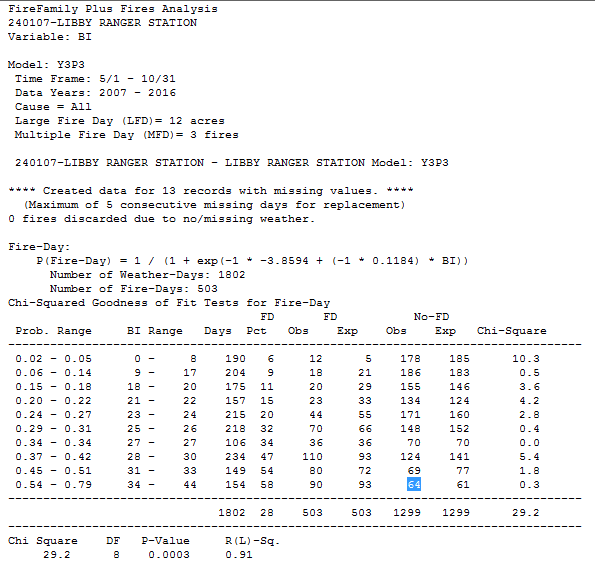 FireFamily Plus Fires Analysis
240107-LIBBY RANGER STATION
Variable: BI
Model: Y3P3
Time Frame: 5/1 - 10/31
Data Years: 2007 - 2016
Cause = All
Large Fire Day (LFD)= 12 acres
Multiple Fire Day (MFD)= 3 fires
240107-LIBBY RANGER STATION - LIBBY RANGER STATION Model: Y3P3
**** Created data for 13 records with missing values. ****
(Maximum of 5 consecutive missing days for replacement)
0 fires discarded due to no/missing weather.
Fire-Day:
P(Fire-Day) = 1 / (1 + exp(-1 * -3.8594 + (-1 * 0.1184) * BI))
Number of Weather-Days: 1802
Number of Fire-Days: 503
Chi-Squared Goodness of Fit Tests for Fire-Day
FD FD No-FD
Prob. Range BI Range Days Pct Obs Exp Obs Exp Chi-Square
0.02 - 0.05 0 - 8 190 6 12 5 178 185 10.3
0.06 - 0.14 9 - 17 204 9 18 21 186 183 0.5
0.15 - 0.18 18 - 20 175 11 20 29 155 146 3.6
0.20 - 0.22 21 - 22 157 15 23 33 134 124 4.2
0.24 - 0.27 23 - 24 215 20 44 55 171 160 2.8
0.29 - 0.31 25 - 26 218 32 70 66 148 152 0.4
0.34 - 0.34 27 - 27 106 34 36 36 70 70 0.0
0.37 - 0.42 28 - 30 234 47 110 93 124 141 5.4
0.45 - 0.51 31 - 33 149 54 80 72 69 77 1.8
0.54 - 0.79 34 - 44 154 58 90 93 64 61 0.3
1802 28 503 503 1299 1299 29.2
Chi Square DF P-Value R(L)-Sq.
29.2 8 0.0003 0.91